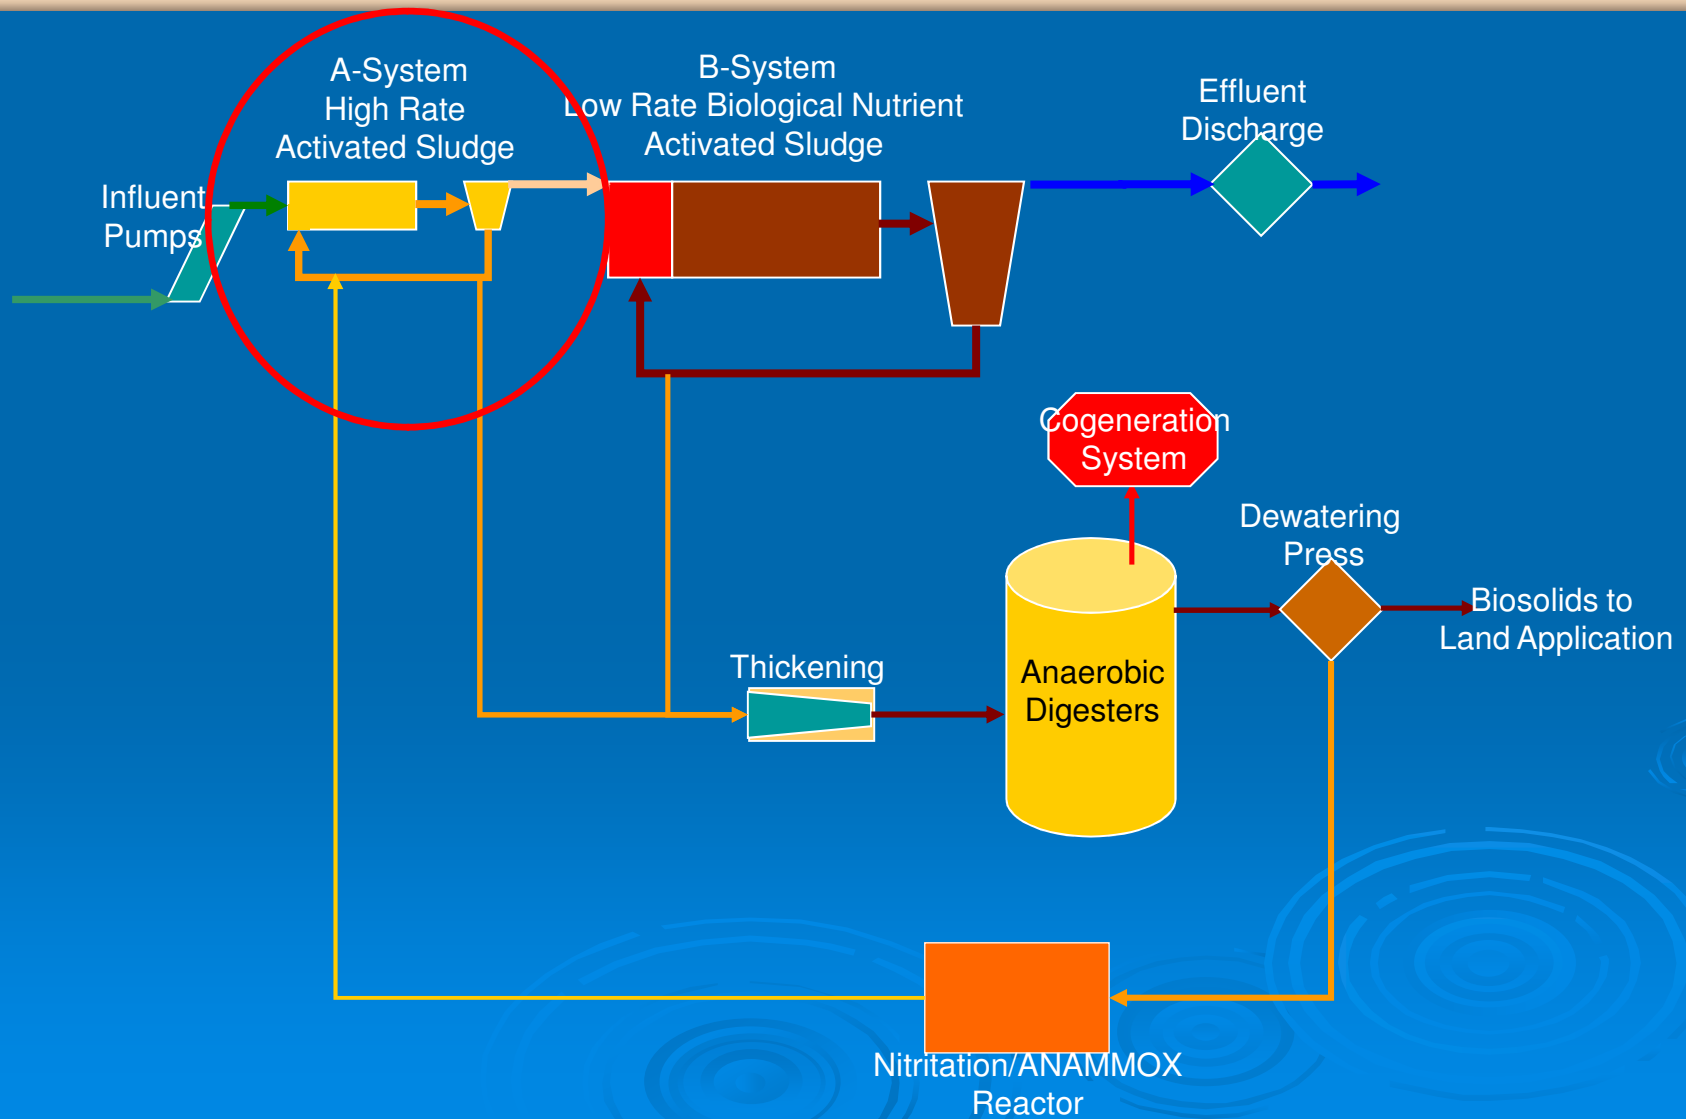 A-System
High Rate
Activated Sludge
B-System
Low Rate Biological Nutrient
Activated Sludge
Effluent
Discharge
Influent
Pumps
Cogeneration
System
Dewatering
Press
Biosolids to
Land Application
Thickening
Anaerobic
Digesters
Nitritation/ANAMMOX
Reactor